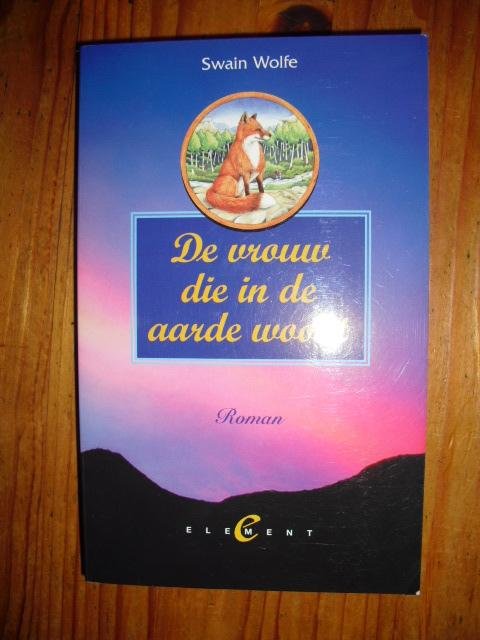 Swain Wolfe
De vrouw
die in de
aarde
Roman
ELEMENT